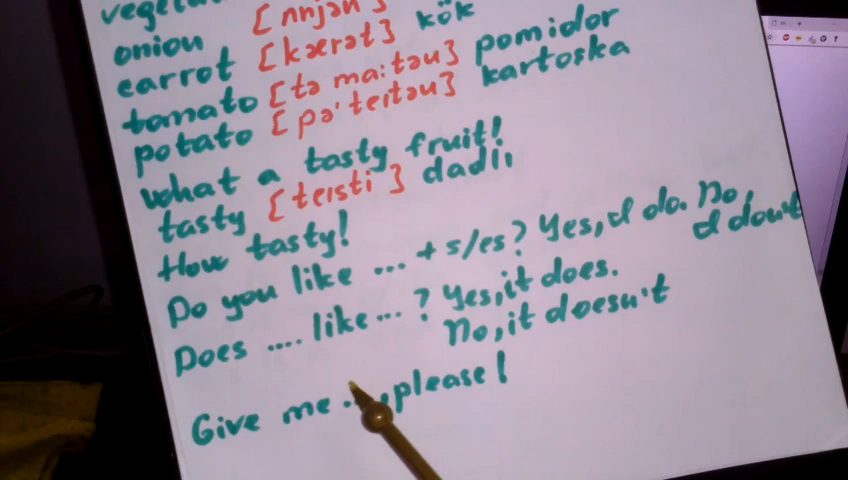 onion [ʌnjən]
carrot [kærət] kök
tomato [tə ma:təu] pomidor
potato [pə'teitəu] kartoska
What a tasty fruit!
tasty [teisti] dadlı
How tasty!
Do you like ... + s/es? Yes, I do. No, I don't
Does .... like ... ? Yes, it does.
No, it doesn't
Give me ... please!